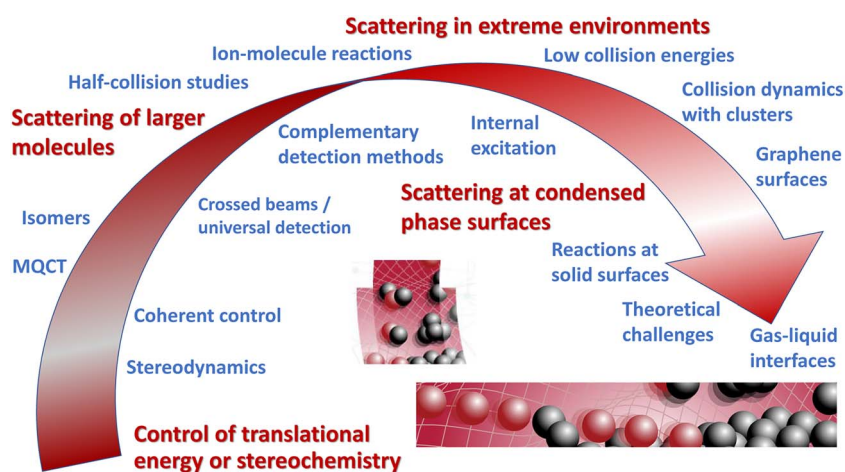 Scattering in extreme environments
Ion-molecule reactions
Low collision energies
Half-collision studies
Collision dynamics
with clusters
Scattering of larger
molecules
Complementary
detection methods
Internal
excitation
Graphene
surfaces
Scattering at condensed
phase surfaces
Isomers
Crossed beams /
universal detection
MQCT
Reactions at
solid surfaces
Coherent control
Theoretical
challenges
Gas-liquid
interfaces
Stereodynamics
Control of translational
energy or stereochemistry